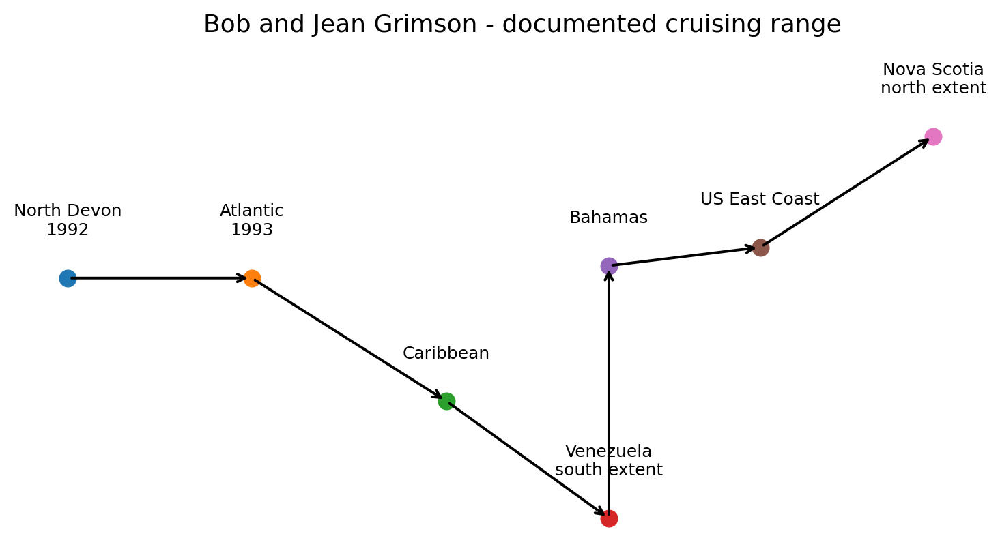 Bob and Jean Grimson - documented cruising range
Nova Scotia
north extent
North Devon
1992
Atlantic
1993
Bahamas
US East Coast
Caribbean
Venezuela
south extent